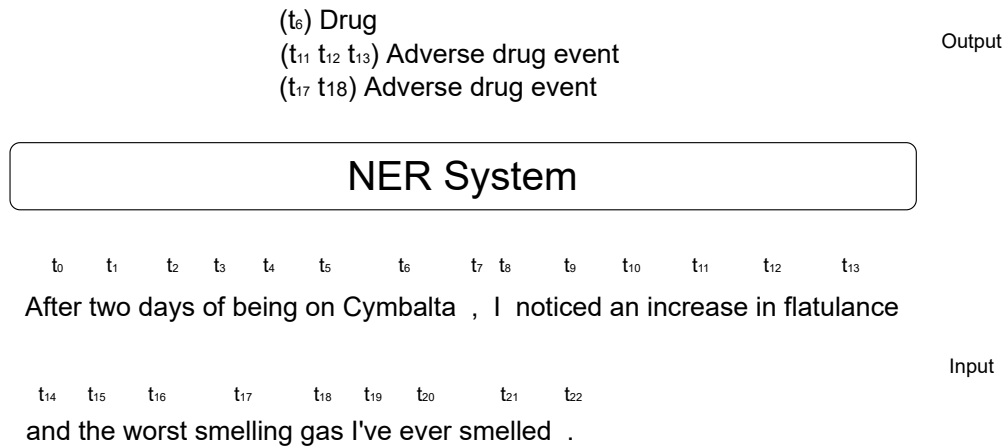 (t₆) Drug
Output
(t₁₁ t₁₂ t₁₃) Adverse drug event
(t₁₇ t18) Adverse drug event
NER System
t₀ t₁ t₂ t₃ t₄ t₅ t₆ t₇ t₈ t₉ t₁₀ t₁₁ t₁₂ t₁₃
After two days of being on Cymbalta , I noticed an increase in flatulance
Input
t₁₄ t₁₅ t₁₆ t₁₇ t₁₈ t₁₉ t₂₀ t₂₁ t₂₂
and the worst smelling gas I've ever smelled .